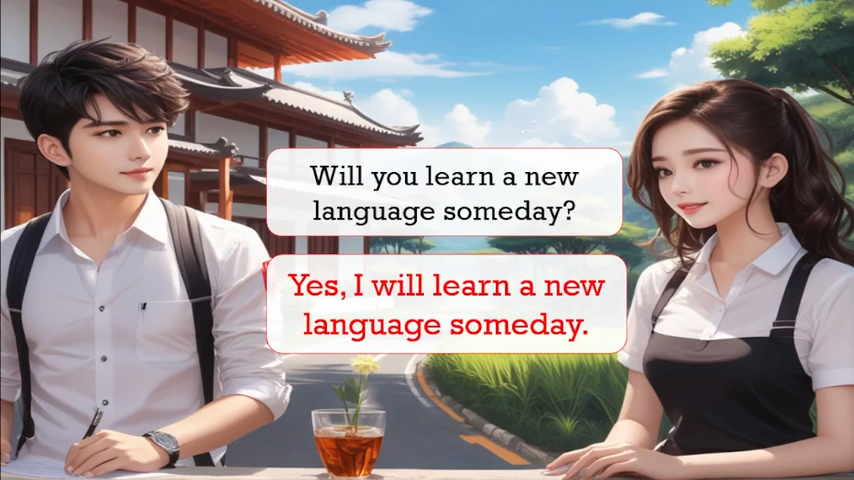 Will you learn a new
language someday?
Yes, I will learn a new
language someday.